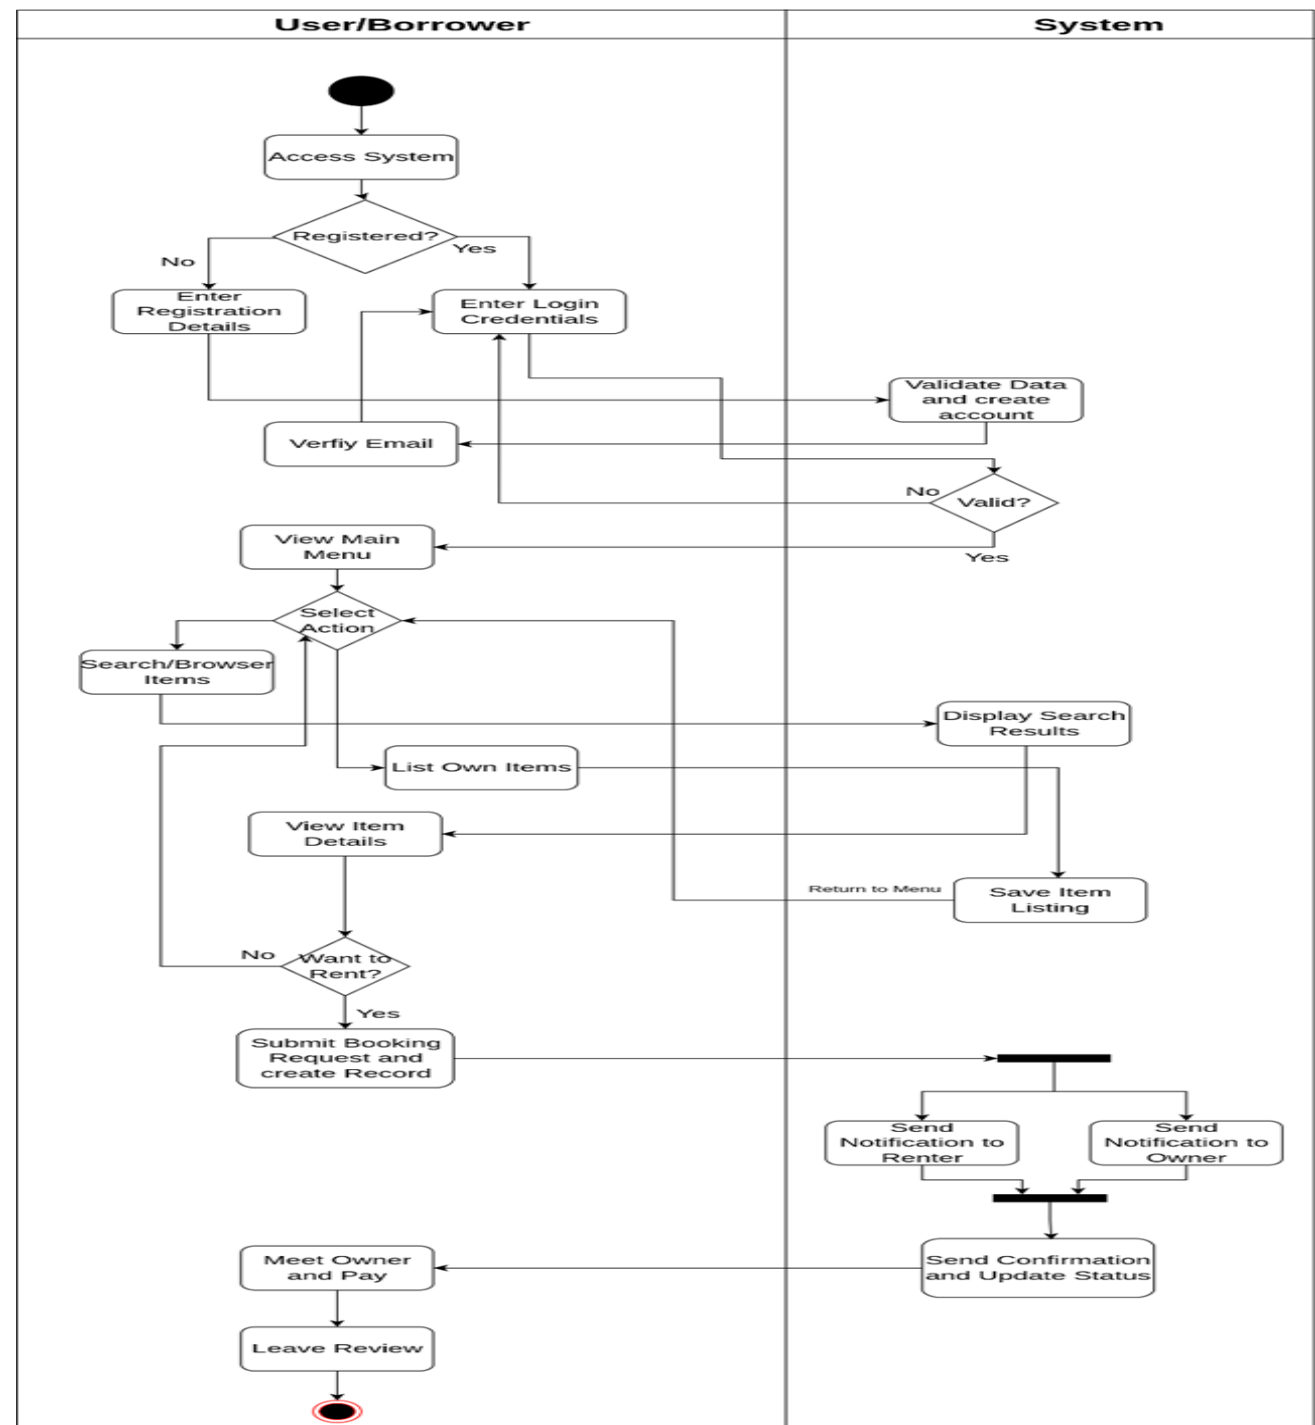 User/Borrower
System
Access System
Registered?
Yes
No
Enter
Registration
Details
Enter Login
Credentials
Validate Data
and create
account
Verfiy Email
No
Valid?
Yes
View Main
Menu
Select
Action
Search/Browser
Items
Display Search
Results
List Own Items
View Item
Details
Return to Menu
Save Item
Listing
No
Want to
Rent?
Yes
Submit Booking
Request and
create Record
Send
Notification to
Renter
Send
Notification to
Owner
Meet Owner
and Pay
Send Confirmation
and Update Status
Leave Review